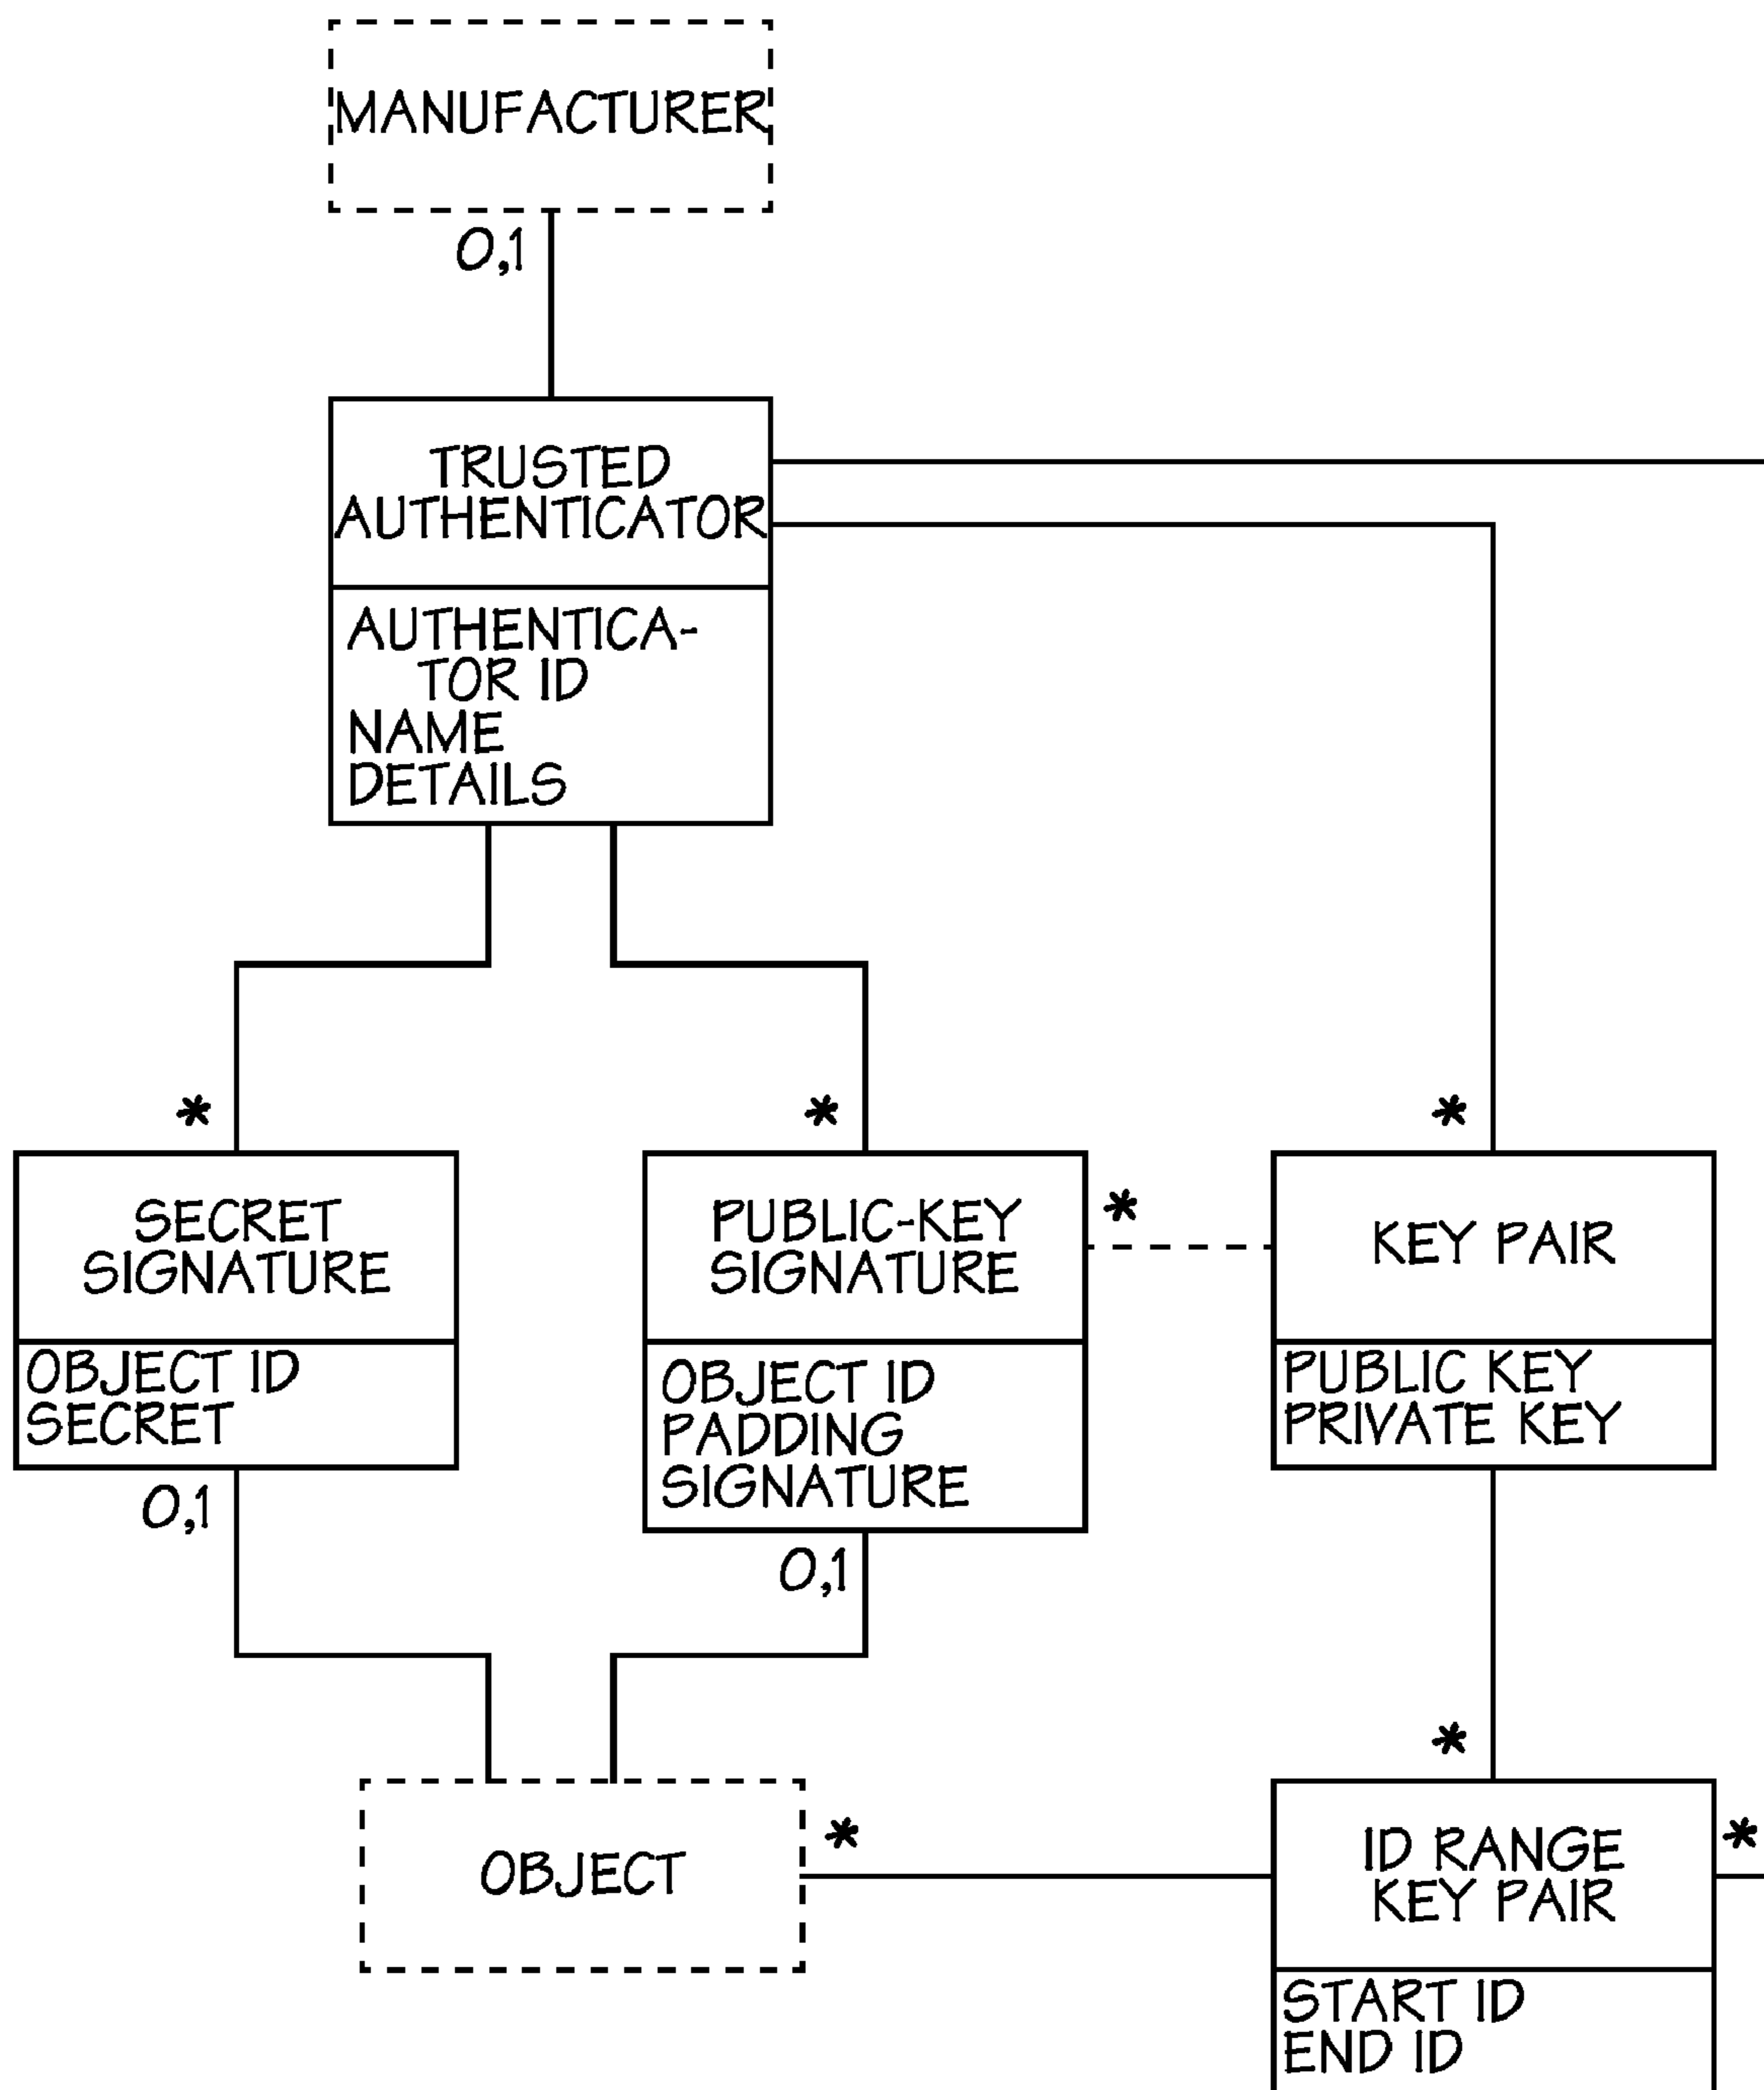 MANUFACTURER
0,1
TRUSTED
AUTHENTICATOR
AUTHENTICA-
TOR ID
NAME
DETAILS
*
*
*
SECRET
SIGNATURE
OBJECT ID
SECRET
PUBLIC-KEY
SIGNATURE
*
OBJECT ID
PADDING
SIGNATURE
KEY PAIR
PUBLIC KEY
PRIVATE KEY
0,1
0,1
*
OBJECT
*
ID RANGE
KEY PAIR
*
START ID
END ID